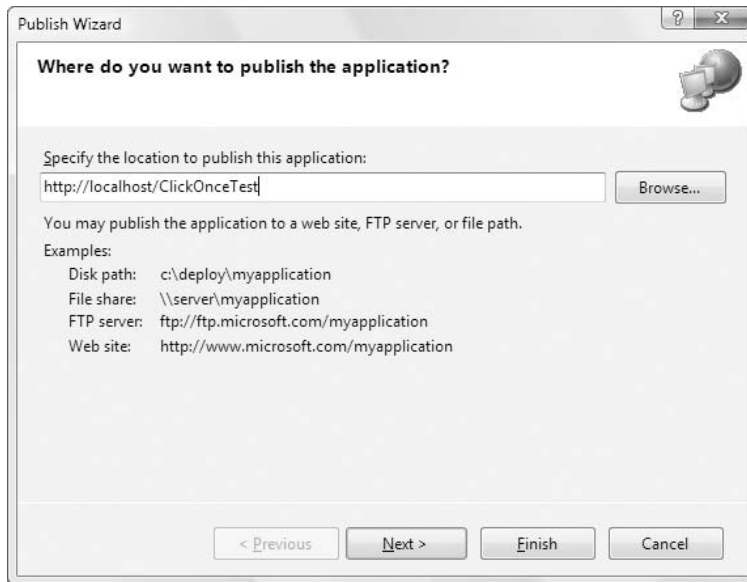 Publish Wizard
?
X
Where do you want to publish the application?
Specify the location to publish this application:
http://localhost/ClickOnceTest
Browse...
You may publish the application to a web site, FTP server, or file path.
Examples:
Disk path: c:\deploy\myapplication
File share: \\server\myapplication
FTP server: ftp://ftp.microsoft.com/myapplication
Web site: http://www.microsoft.com/myapplication
< Previous
Next >
Finish
Cancel